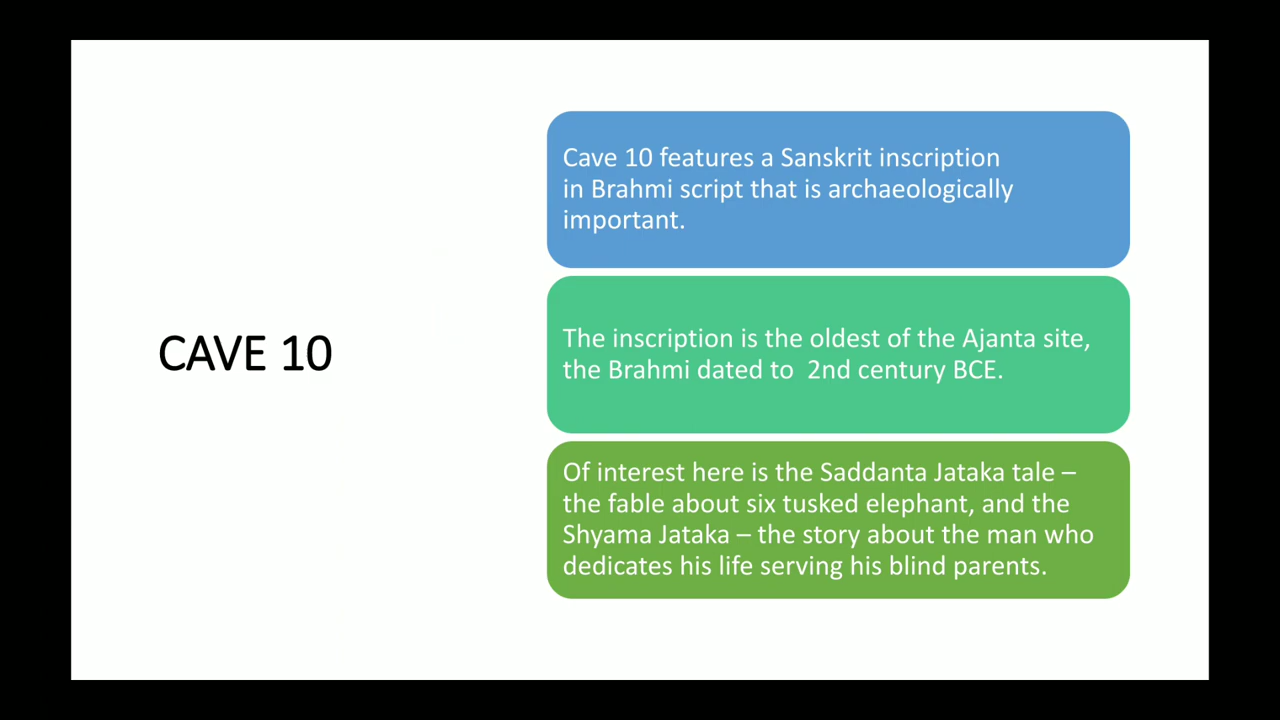 CAVE 10
Cave 10 features a Sanskrit inscription
in Brahmi script that is archaeologically
important.
The inscription is the oldest of the Ajanta site,
the Brahmi dated to  2nd century BCE.
Of interest here is the Saddanta Jataka tale –
the fable about six tusked elephant, and the
Shyama Jataka – the story about the man who
dedicates his life serving his blind parents.